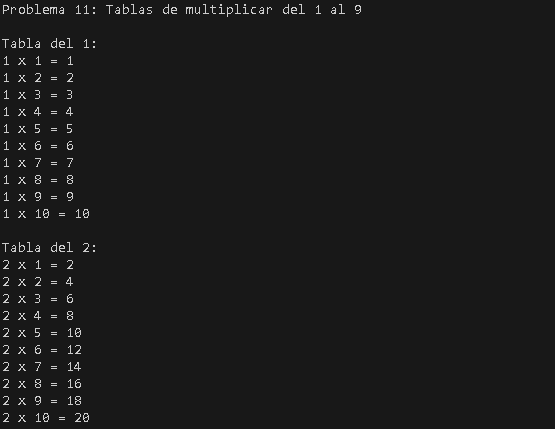 Problema 11: Tablas de multiplicar del 1 al 9
Tabla del 1:
1 x 1 = 1
1 x 2 = 2
1 x 3 = 3
1 x 4 = 4
1 x 5 = 5
1 x 6 = 6
1 x 7 = 7
1 x 8 = 8
1 x 9 = 9
1 x 10 = 10
Tabla del 2:
2 x 1 = 2
2 x 2 = 4
2 x 3 = 6
2 x 4 = 8
2 x 5 = 10
2 x 6 = 12
2 x 7 = 14
2 x 8 = 16
2 x 9 = 18
2 x 10 = 20